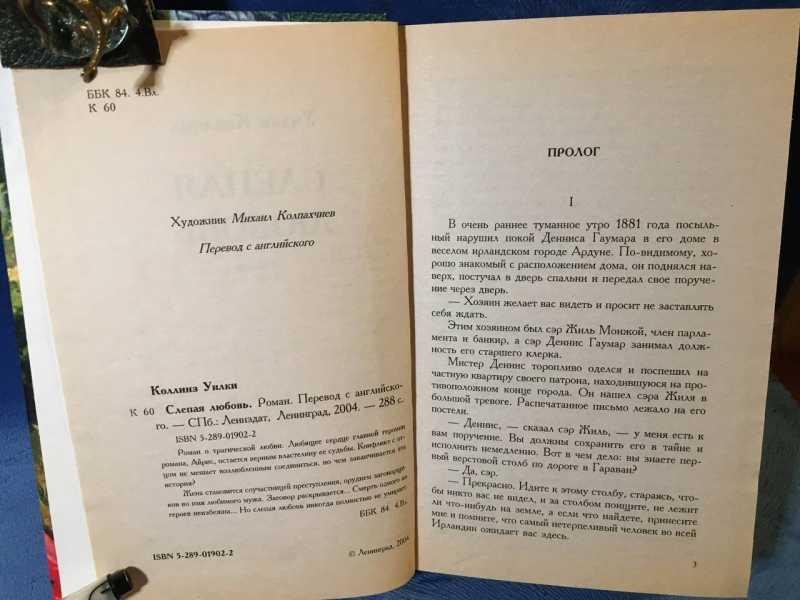 ББК 84. 4.Вл.
К 60
Художник Михаил Колпахчиев
Перевод с английского
Коллинз Уилки
К 60 Слепая любовь. Роман. Перевод с английско-
го. — СПб.: Лениздат, Ленинград, 2004. — 288 с.
ISBN 5-289-01902-2
Роман о трагической любви. Любящее сердце главной героини
романа, Айрис, остается верным властелину ее судьбы. Конфликт с от-
цом не мешает возлюбленным соединиться, но чем заканчивается эта
история?
Жизнь становится соучастницей преступления, орудием заговорщи-
ков во имя любимого мужа. Заговор раскрывается... Смерть одного из
героев неизбежна... Но слепая любовь никогда полностью не умирает.
ББК 84. 4.Вл.
ISBN 5-289-01902-2
© Ленинград, 2004
ПРОЛОГ
I
В очень раннее туманное утро 1881 года посыль-
ный нарушил покой Денниса Гаумара в его доме в
веселом ирландском городе Ардуне. По-видимому, хо-
рошо знакомый с расположением дома, он поднялся на-
верх, постучал в дверь спальни и передал свое поруче-
ние через дверь.
— Хозяин желает вас видеть и просит не заставлять
себя ждать.
Этим хозяином был сэр Жиль Монжой, член парла-
мента и банкир, а сэр Деннис Гаумар занимал долж-
ность его старшего клерка.
Мистер Деннис торопливо оделся и поспешил на
частную квартиру своего патрона, находившуюся на про-
тивоположном конце города. Он нашел сэра Жиля в
большой тревоге. Распечатанное письмо лежало на его
постели.
— Деннис, — сказал сэр Жиль, — у меня есть к
вам поручение. Вы должны сохранить его в тайне и
исполнить немедленно. Вот в чем дело: вы знаете пер-
вый верстовой столб по дороге в Гараван?
— Да, сэр.
— Прекрасно. Идите к этому столбу, стараясь, что-
бы никто вас не видел, и за столбом поищите, не лежит
ли что-нибудь на земле, а если что найдете, принесите
мне и помните, что самый нетерпеливый человек во всей
Ирландии ожидает вас здесь.
3